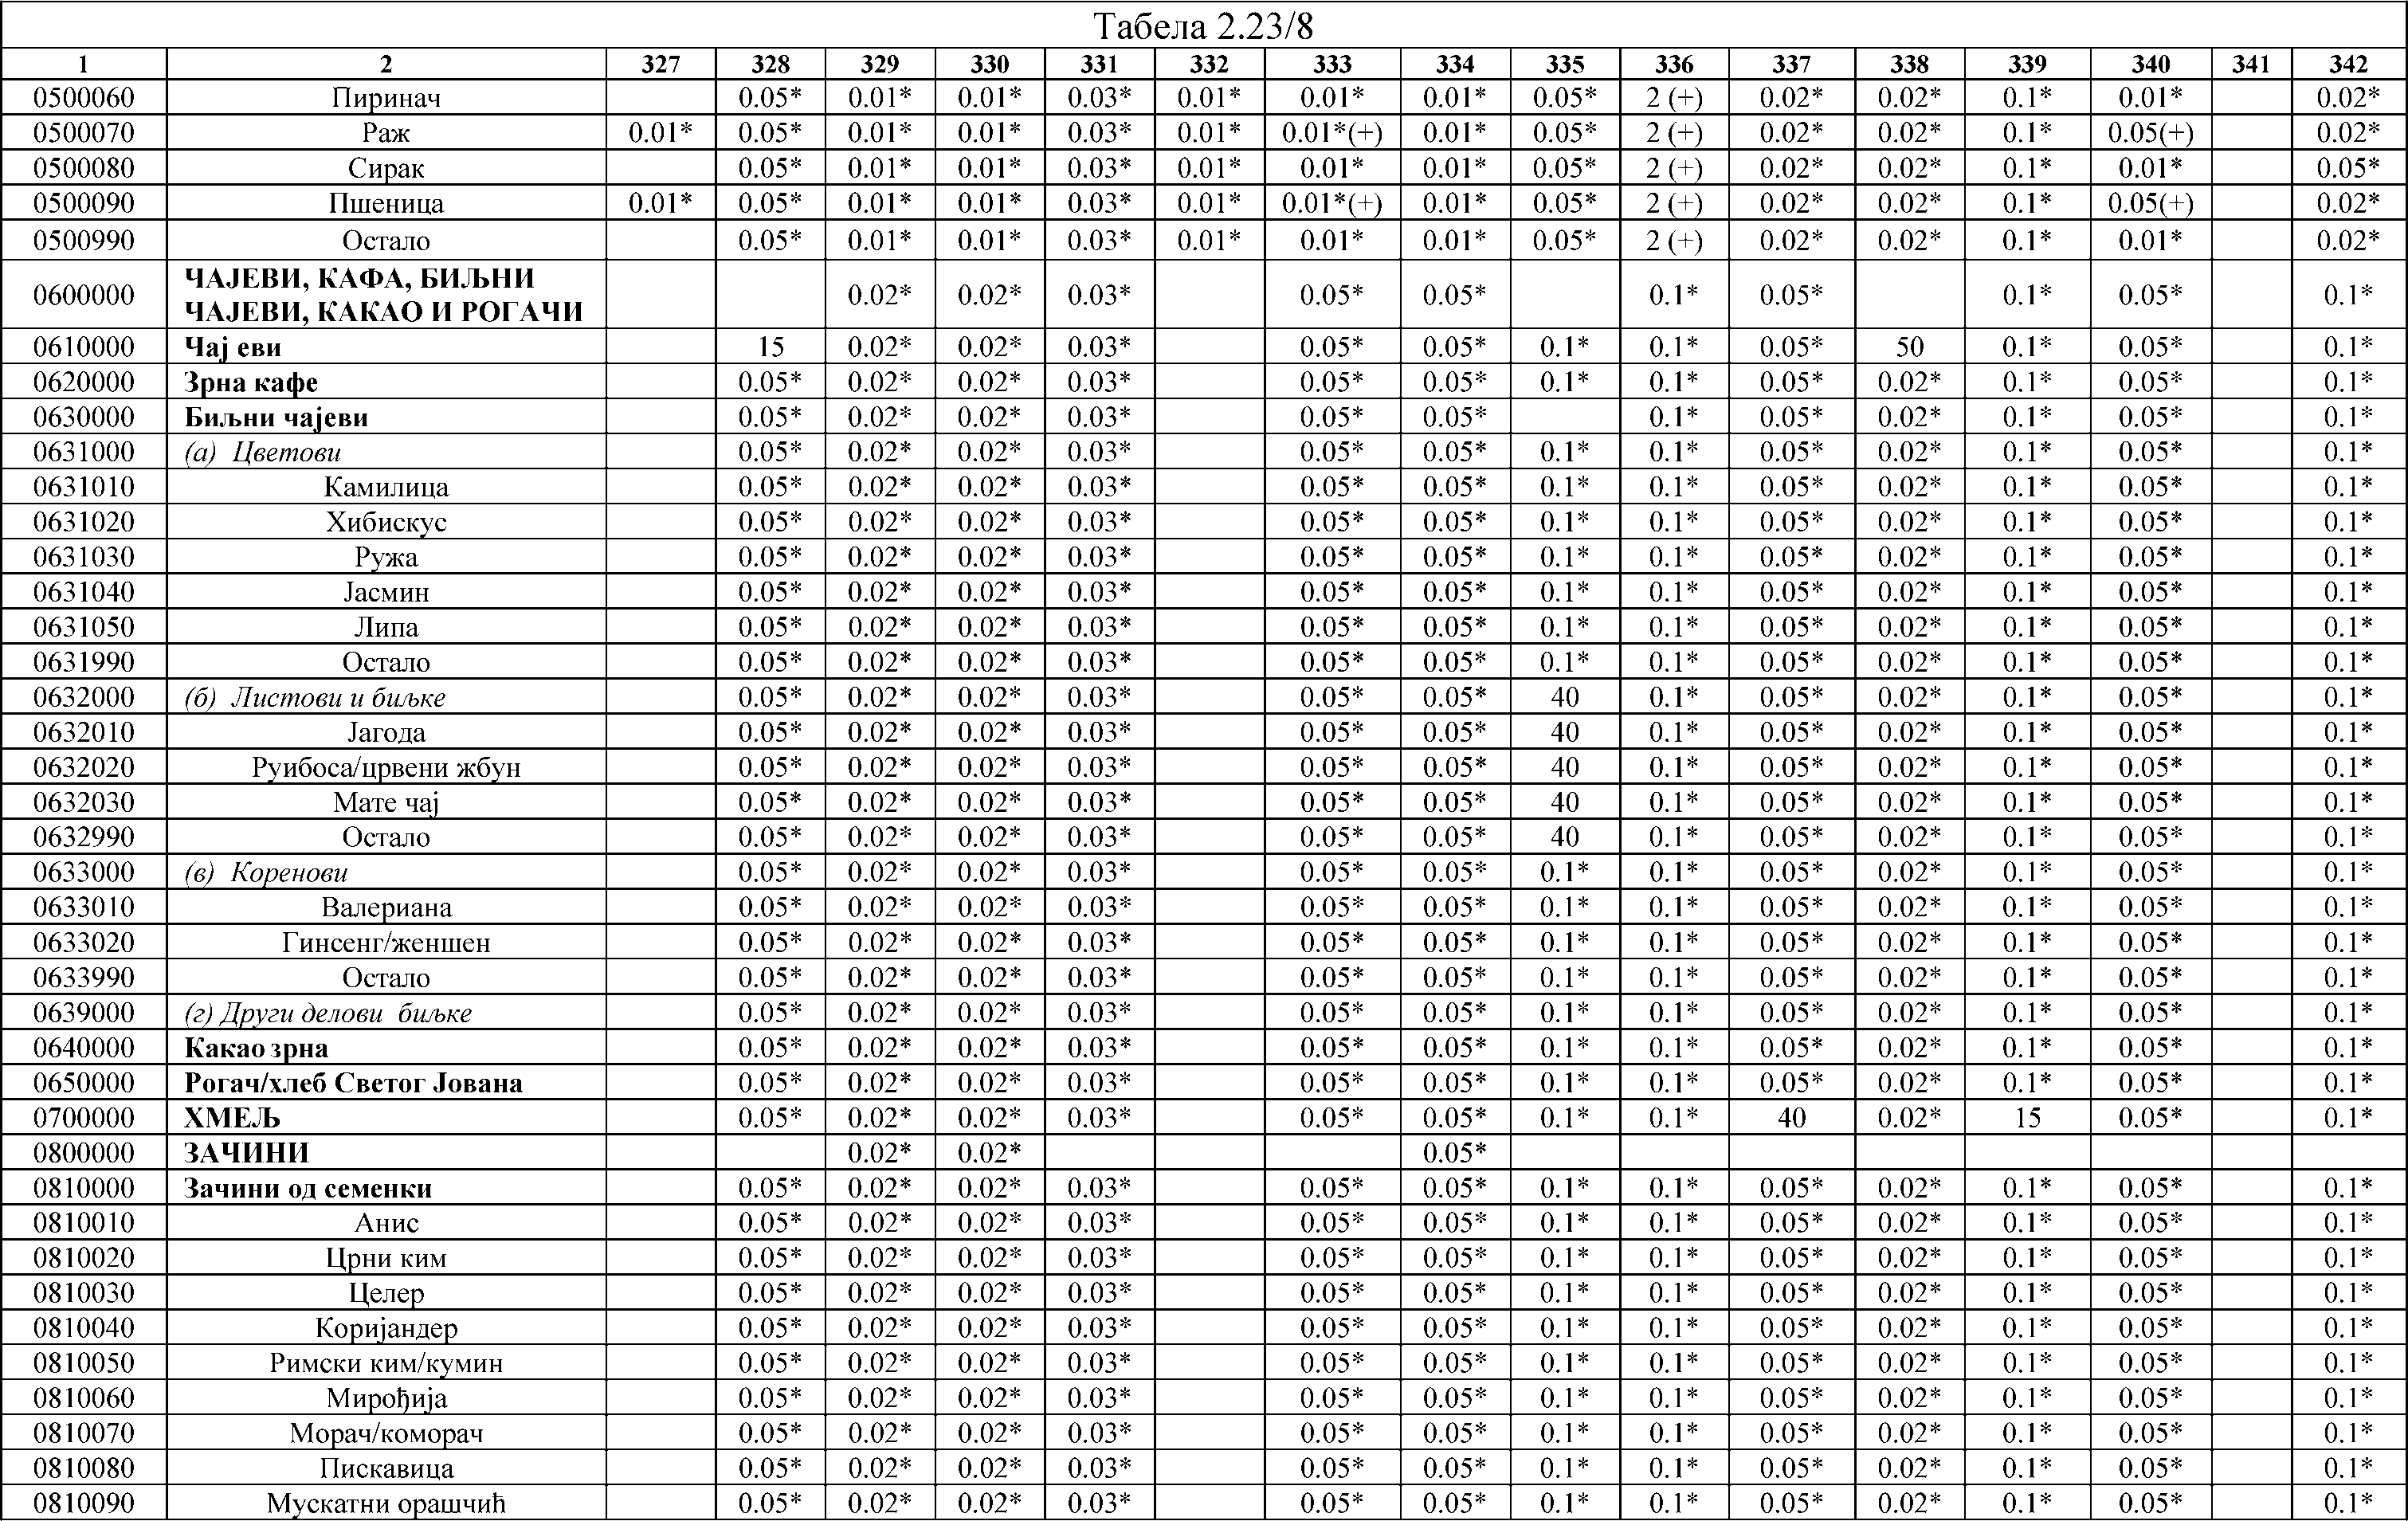 Табела 2.23/8
1 2 327 328 329 330 331 332 333 334 335 336 337 338 339 340 341 342
0500060 Пиринач 0.05* 0.01* 0.01* 0.03* 0.01* 0.01* 0.01* 0.05* 2 (+) 0.02* 0.02* 0.1* 0.01* 0.02*
0500070 Раж 0.01* 0.05* 0.01* 0.01* 0.03* 0.01* 0.01*(+) 0.01* 0.05* 2 (+) 0.02* 0.02* 0.1* 0.05(+) 0.02*
0500080 Сирак 0.05* 0.01* 0.01* 0.03* 0.01* 0.01* 0.01* 0.05* 2 (+) 0.02* 0.02* 0.1* 0.01* 0.05*
0500090 Пшеница 0.01* 0.05* 0.01* 0.01* 0.03* 0.01* 0.01*(+) 0.01* 0.05* 2 (+) 0.02* 0.02* 0.1* 0.05(+) 0.02*
0500990 Остало 0.05* 0.01* 0.01* 0.03* 0.01* 0.01* 0.01* 0.05* 2 (+) 0.02* 0.02* 0.1* 0.01* 0.02*
0600000 ЧАЈЕВИ, КАФА, БИЉНИ
ЧАЈЕВИ, КАКАО И РОГАЧИ 0.02* 0.02* 0.03* 0.05* 0.05* 0.1* 0.05* 0.1* 0.05* 0.1*
0610000 Чај еви 15 0.02* 0.02* 0.03* 0.05* 0.05* 0.1* 0.1* 0.05* 50 0.1* 0.05* 0.1*
0620000 Зрна кафе 0.05* 0.02* 0.02* 0.03* 0.05* 0.05* 0.1* 0.1* 0.05* 0.02* 0.1* 0.05* 0.1*
0630000 Биљни чајеви 0.05* 0.02* 0.02* 0.03* 0.05* 0.05* 0.1* 0.05* 0.02* 0.1* 0.05* 0.1*
0631000 (а) Цветови 0.05* 0.02* 0.02* 0.03* 0.05* 0.05* 0.1* 0.1* 0.05* 0.02* 0.1* 0.05* 0.1*
0631010 Камилица 0.05* 0.02* 0.02* 0.03* 0.05* 0.05* 0.1* 0.1* 0.05* 0.02* 0.1* 0.05* 0.1*
0631020 Хибискус 0.05* 0.02* 0.02* 0.03* 0.05* 0.05* 0.1* 0.1* 0.05* 0.02* 0.1* 0.05* 0.1*
0631030 Ружа 0.05* 0.02* 0.02* 0.03* 0.05* 0.05* 0.1* 0.1* 0.05* 0.02* 0.1* 0.05* 0.1*
0631040 Јасмин 0.05* 0.02* 0.02* 0.03* 0.05* 0.05* 0.1* 0.1* 0.05* 0.02* 0.1* 0.05* 0.1*
0631050 Липа 0.05* 0.02* 0.02* 0.03* 0.05* 0.05* 0.1* 0.1* 0.05* 0.02* 0.1* 0.05* 0.1*
0631990 Остало 0.05* 0.02* 0.02* 0.03* 0.05* 0.05* 0.1* 0.1* 0.05* 0.02* 0.1* 0.05* 0.1*
0632000 (б) Листови и биљке 0.05* 0.02* 0.02* 0.03* 0.05* 0.05* 40 0.1* 0.05* 0.02* 0.1* 0.05* 0.1*
0632010 Јагода 0.05* 0.02* 0.02* 0.03* 0.05* 0.05* 40 0.1* 0.05* 0.02* 0.1* 0.05* 0.1*
0632020 Руибоса/црвени жбун 0.05* 0.02* 0.02* 0.03* 0.05* 0.05* 40 0.1* 0.05* 0.02* 0.1* 0.05* 0.1*
0632030 Мате чај 0.05* 0.02* 0.02* 0.03* 0.05* 0.05* 40 0.1* 0.05* 0.02* 0.1* 0.05* 0.1*
0632990 Остало 0.05* 0.02* 0.02* 0.03* 0.05* 0.05* 40 0.1* 0.05* 0.02* 0.1* 0.05* 0.1*
0633000 (в) Коренови 0.05* 0.02* 0.02* 0.03* 0.05* 0.05* 0.1* 0.1* 0.05* 0.02* 0.1* 0.05* 0.1*
0633010 Валериана 0.05* 0.02* 0.02* 0.03* 0.05* 0.05* 0.1* 0.1* 0.05* 0.02* 0.1* 0.05* 0.1*
0633020 Гинсенг/женшен 0.05* 0.02* 0.02* 0.03* 0.05* 0.05* 0.1* 0.1* 0.05* 0.02* 0.1* 0.05* 0.1*
0633990 Остало 0.05* 0.02* 0.02* 0.03* 0.05* 0.05* 0.1* 0.1* 0.05* 0.02* 0.1* 0.05* 0.1*
0639000 (г) Други делови биљке 0.05* 0.02* 0.02* 0.03* 0.05* 0.05* 0.1* 0.1* 0.05* 0.02* 0.1* 0.05* 0.1*
0640000 Какао зрна 0.05* 0.02* 0.02* 0.03* 0.05* 0.05* 0.1* 0.1* 0.05* 0.02* 0.1* 0.05* 0.1*
0650000 Рогач/хлеб Светог Јована 0.05* 0.02* 0.02* 0.03* 0.05* 0.05* 0.1* 0.1* 0.05* 0.02* 0.1* 0.05* 0.1*
0700000 ХМЕЉ 0.05* 0.02* 0.02* 0.03* 0.05* 0.05* 0.1* 0.1* 40 0.02* 15 0.05* 0.1*
0800000 ЗАЧИНИ 0.02* 0.02* 0.05*
0810000 Зачини од семенки 0.05* 0.02* 0.02* 0.03* 0.05* 0.05* 0.1* 0.1* 0.05* 0.02* 0.1* 0.05* 0.1*
0810010 Анис 0.05* 0.02* 0.02* 0.03* 0.05* 0.05* 0.1* 0.1* 0.05* 0.02* 0.1* 0.05* 0.1*
0810020 Црни ким 0.05* 0.02* 0.02* 0.03* 0.05* 0.05* 0.1* 0.1* 0.05* 0.02* 0.1* 0.05* 0.1*
0810030 Целер 0.05* 0.02* 0.02* 0.03* 0.05* 0.05* 0.1* 0.1* 0.05* 0.02* 0.1* 0.05* 0.1*
0810040 Коријандер 0.05* 0.02* 0.02* 0.03* 0.05* 0.05* 0.1* 0.1* 0.05* 0.02* 0.1* 0.05* 0.1*
0810050 Римски ким/кумин 0.05* 0.02* 0.02* 0.03* 0.05* 0.05* 0.1* 0.1* 0.05* 0.02* 0.1* 0.05* 0.1*
0810060 Мирођија 0.05* 0.02* 0.02* 0.03* 0.05* 0.05* 0.1* 0.1* 0.05* 0.02* 0.1* 0.05* 0.1*
0810070 Морач/коморач 0.05* 0.02* 0.02* 0.03* 0.05* 0.05* 0.1* 0.1* 0.05* 0.02* 0.1* 0.05* 0.1*
0810080 Пискавица 0.05* 0.02* 0.02* 0.03* 0.05* 0.05* 0.1* 0.1* 0.05* 0.02* 0.1* 0.05* 0.1*
0810090 Мускатни орашчић 0.05* 0.02* 0.02* 0.03* 0.05* 0.05* 0.1* 0.1* 0.05* 0.02* 0.1* 0.05* 0.1*